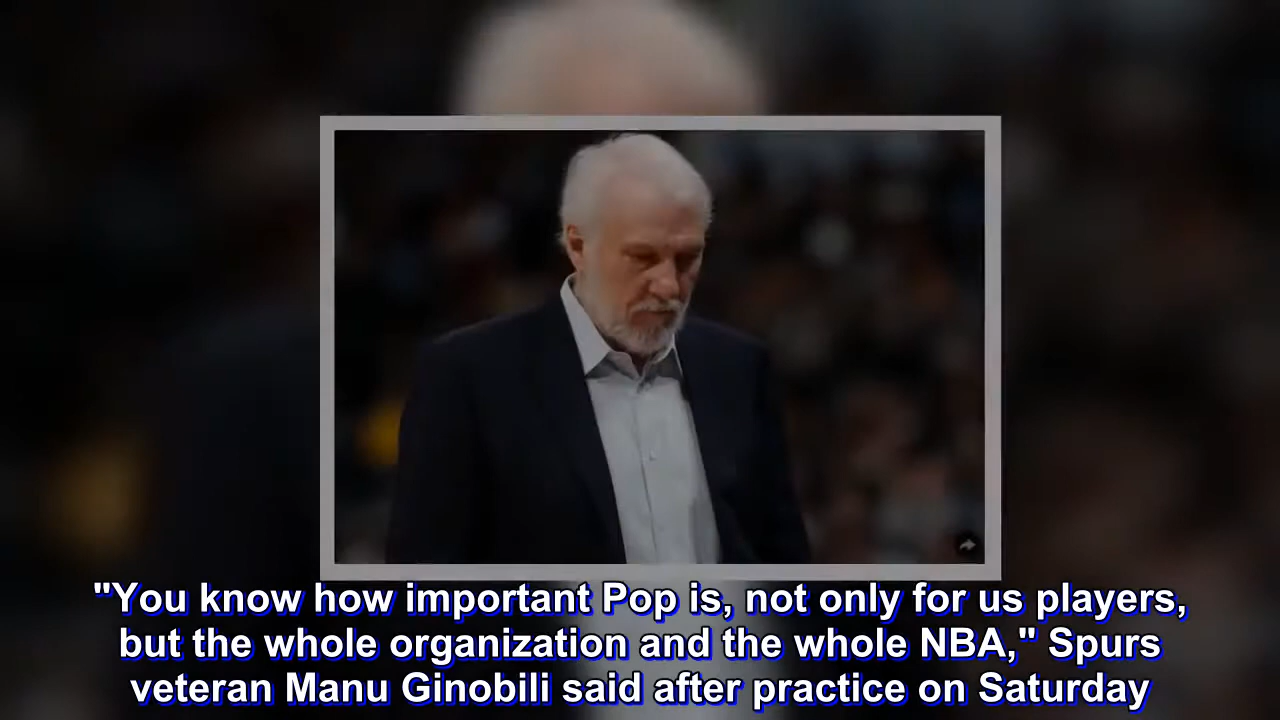 "You know how important Pop is, not only for us players,
but the whole organization and the whole NBA," Spurs
veteran Manu Ginobili said after practice on Saturday